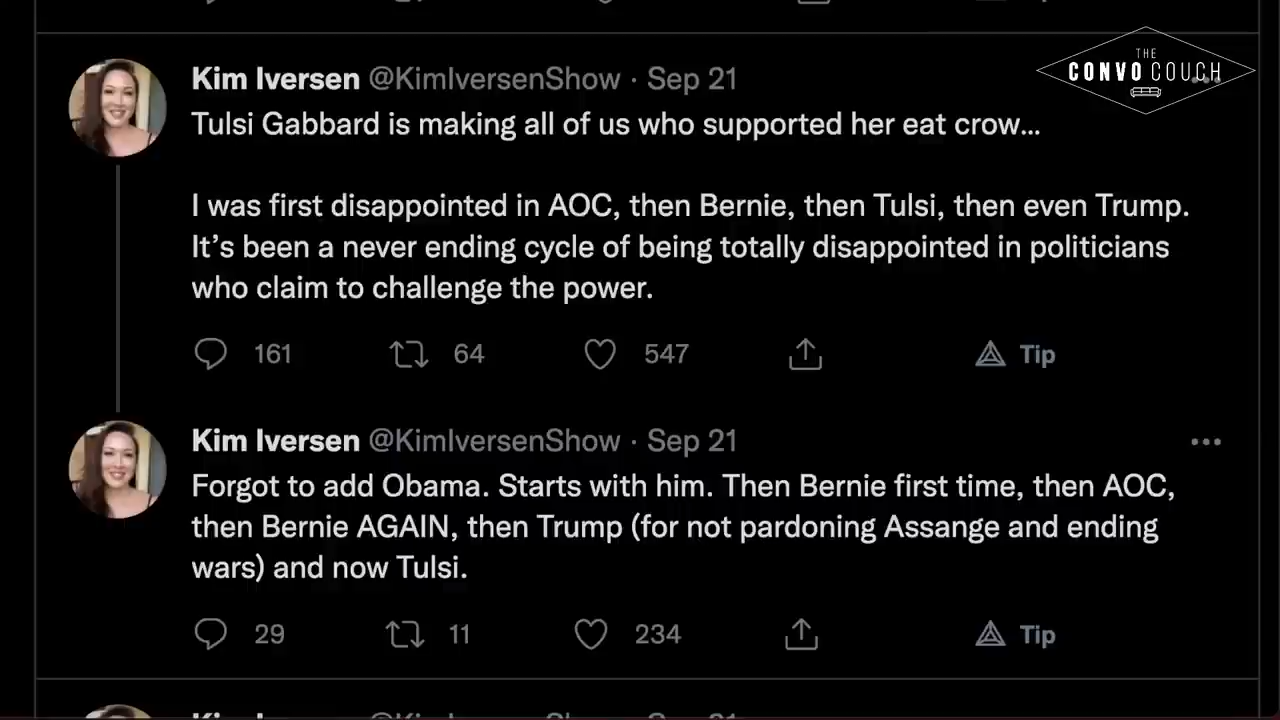 THE
CONVO COUCH
Kim Iversen @KimIversenShow · Sep 21
Tulsi Gabbard is making all of us who supported her eat crow...
I was first disappointed in AOC, then Bernie, then Tulsi, then even Trump.
It’s been a never ending cycle of being totally disappointed in politicians
who claim to challenge the power.
161 64 547 Tip
Kim Iversen @KimIversenShow · Sep 21
Forgot to add Obama. Starts with him. Then Bernie first time, then AOC,
then Bernie AGAIN, then Trump (for not pardoning Assange and ending
wars) and now Tulsi.
29 11 234 Tip